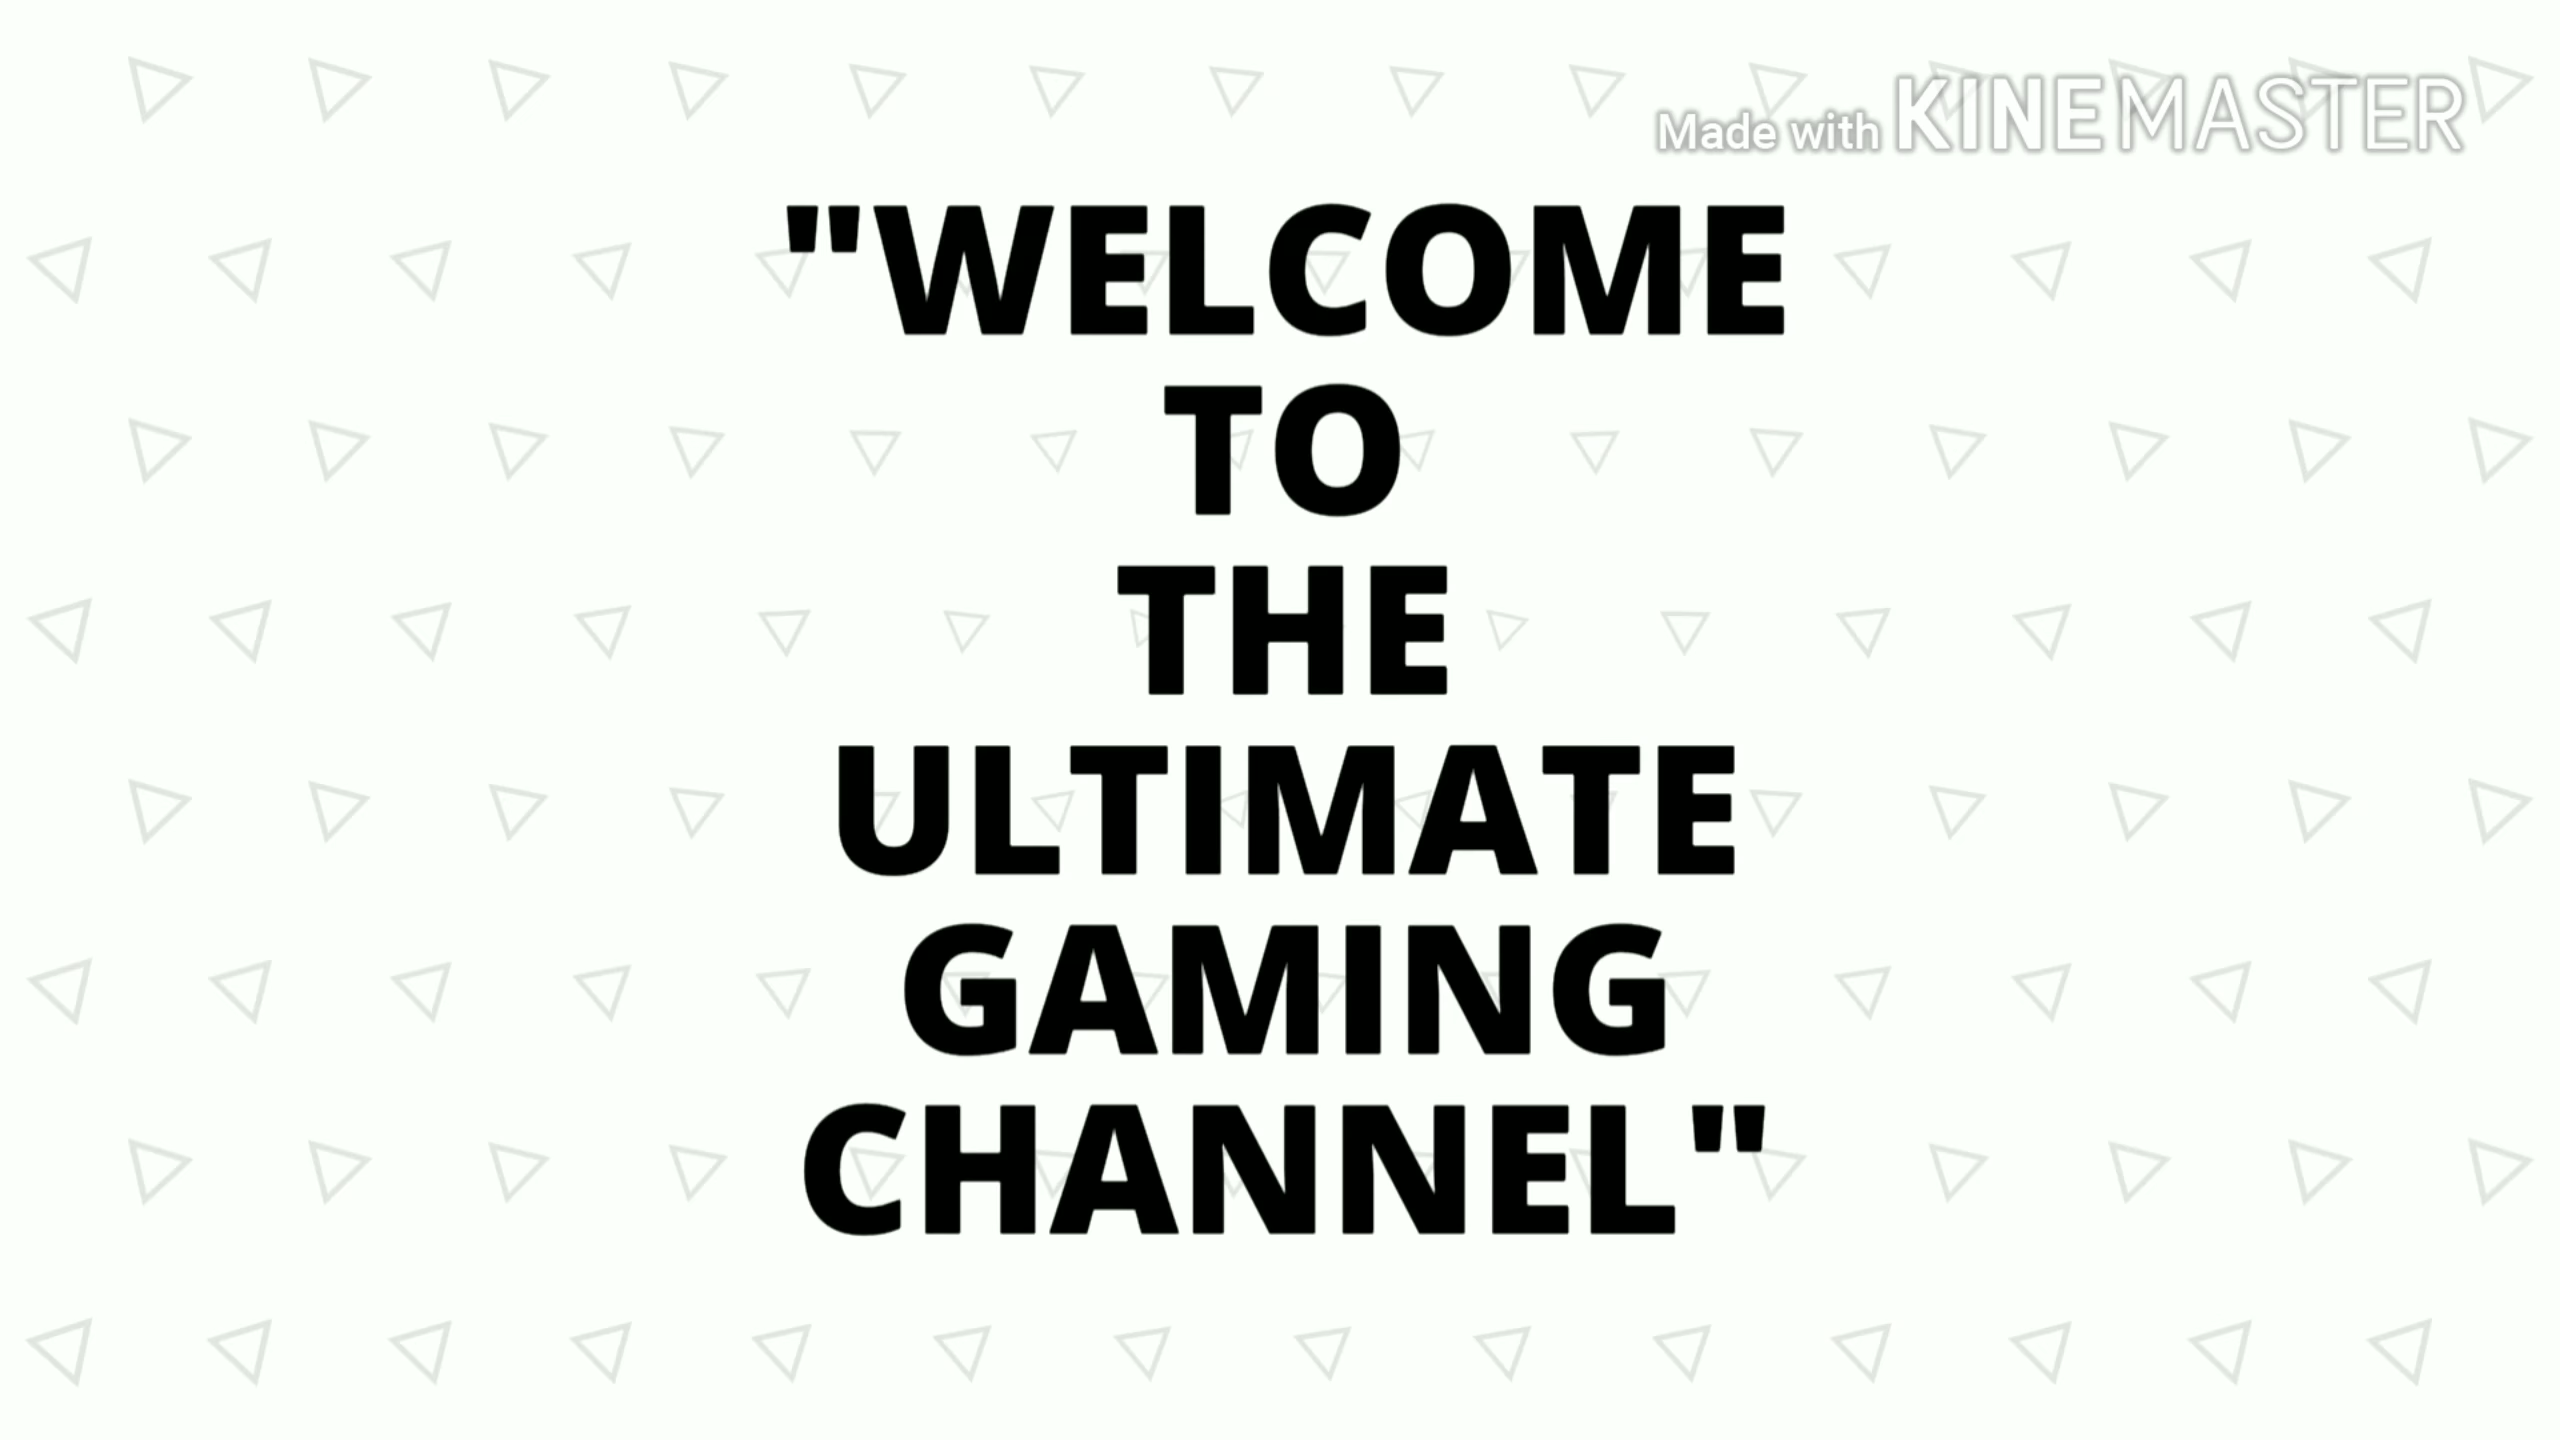 Made with KINEMASTER
"WELCOME
TO
THE
ULTIMATE
GAMING
CHANNEL"